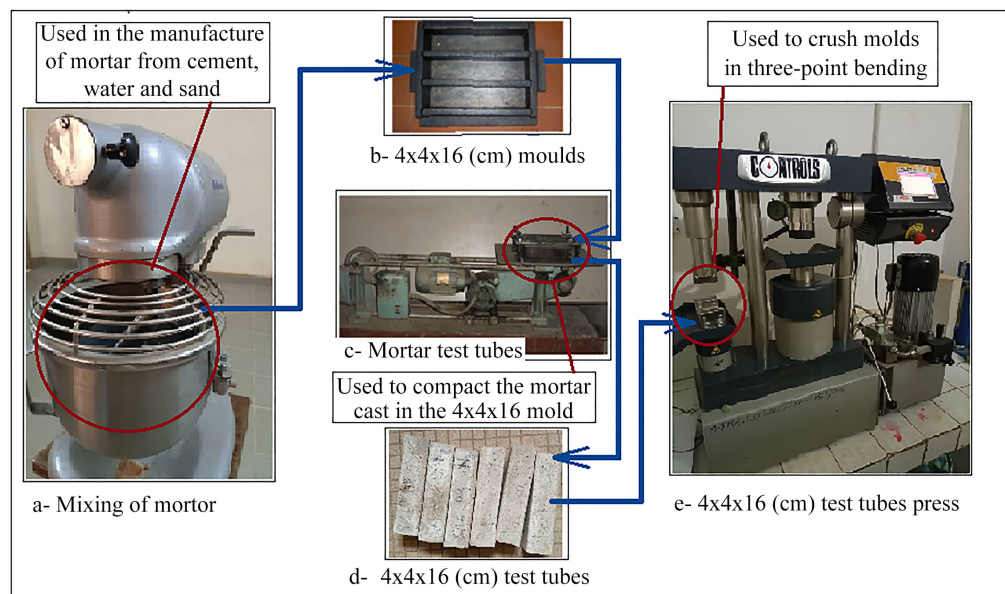 Used in the manufacture
of mortar from cement,
water and sand
a- Mixing of mortor
b- 4x4x16 (cm) moulds
c- Mortar test tubes
Used to compact the mortar
cast in the 4x4x16 mold
d- 4x4x16 (cm) test tubes
Used to crush molds
in three-point bending
CONTROLS
e- 4x4x16 (cm) test tubes press